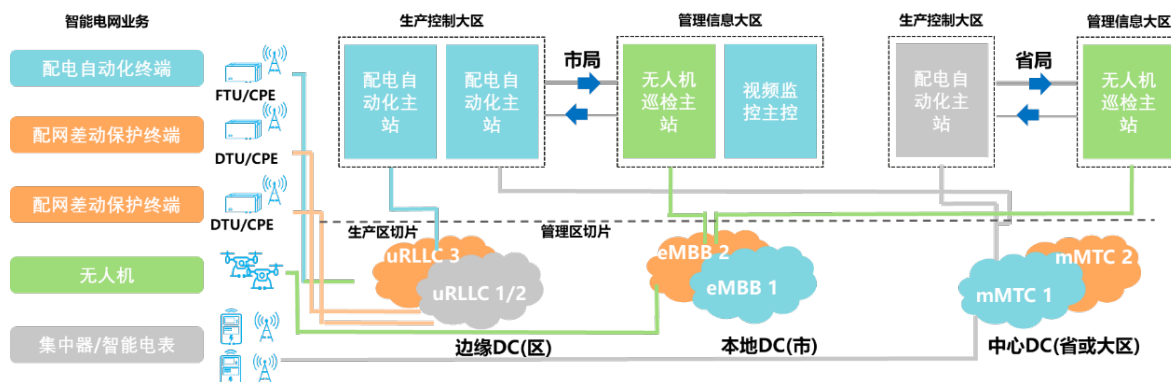 智能电网业务
生产控制大区
管理信息大区
生产控制大区
管理信息大区
配电自动化终端
FTU/CPE
配网差动保护终端
DTU/CPE
配网差动保护终端
DTU/CPE
无人机
集中器/智能电表
配电自
动化主
站
配电自
动化主
站
市局
无人机
巡检主
站
视频监
控主控
配电自
动化主
站
省局
无人机
巡检主
站
生产区切片
管理区切片
uRLLC 3
uRLLC 1/2
eMBB 2
eMBB 1
mMTC 2
mMTC 1
边缘DC(区)
本地DC(市)
中心DC(省或大区)